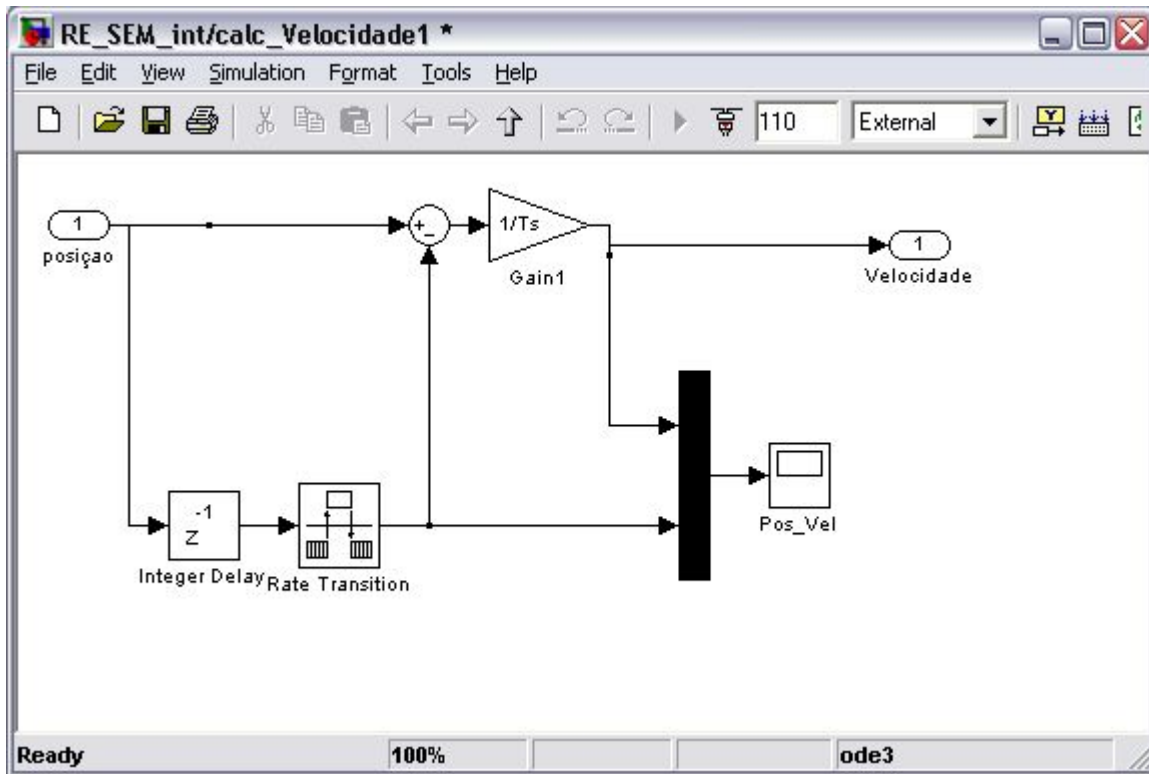 RE_SEM_int/calc_Velocidade1 *
File Edit View Simulation Format Tools Help
110 External
1
posiçao
+
-
1/Ts
Gain1
1
Velocidade
-1
Z
Integer Delay
Rate Transition
Pos_Vel
Ready 100% ode3